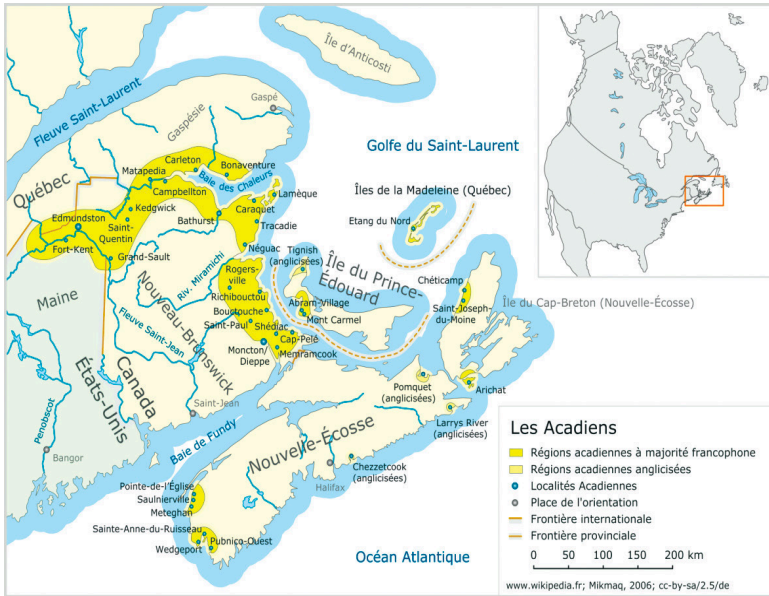 Île d'Anticosti
Fleuve Saint-Laurent
Gaspésie
Gaspé
Golfe du Saint-Laurent
Québec
Carleton
Bonaventure
Matapedia
Baie des Chaleurs
Îles de la Madeleine (Québec)
Campbellton
Lamèque
Kedgwick
Edmundston
Bathurst
Caraquet
Etang du Nord
Saint-
Quentin
Tracadie
Fort-Kent
Grand-Sault
Néguac
Tignish
(anglicisées)
Île du Prince-
Édouard
Riv. Miramichi
Rogers-
ville
Chéticamp
Maine
Nouveau-Brunswick
Richiboutou
Abram-Village
Saint-Joseph-
du-Moine
Île du Cap-Breton (Nouvelle-Écosse)
Bouctouche
Mont Carmel
Fleuve Saint-Jean
Saint-Paul
Shédiac
Cap-Pelé
Moncton/
Dieppe
Memramcook
États-Unis
Canada
Pomquet
(anglicisées)
Arichat
Penobscot
Saint-Jean
Larrys River
(anglicisées)
Baie de Fundy
Nouvelle-Écosse
Bangor
Chezzetcook
(anglicisées)
Halifax
Pointe-de-l'Église
Saulnierville
Meteghan
Sainte-Anne-du-Ruisseau
Wedgeport
Pubnico-Ouest
Océan Atlantique
Les Acadiens
Régions acadiennes à majorité francophone
Régions acadiennes anglicisées
Localités Acadiennes
Place de l'orientation
Frontière internationale
Frontière provinciale
0 50 100 150 200 km
www.wikipedia.fr; Mikmaq, 2006; cc-by-sa/2.5/de